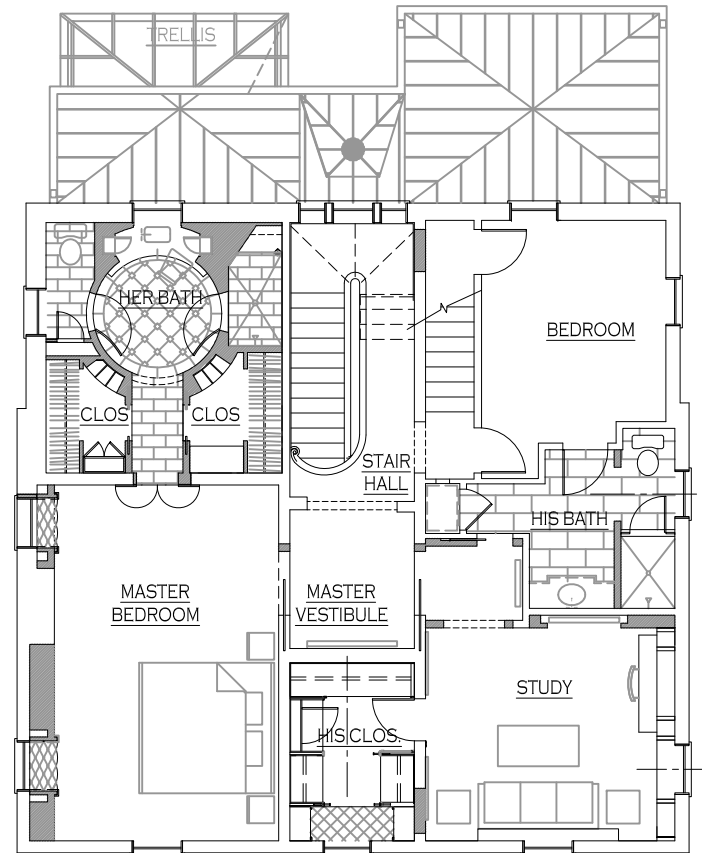 TRELLIS
HER BATH
BEDROOM
CLOS
CLOS
STAIR
HALL
N
HIS BATH
MASTER
BEDROOM
MASTER
VESTIBULE
STUDY
HIS CLOS.